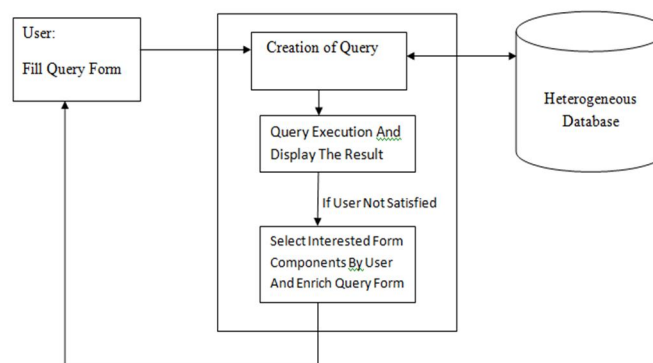 User:
Fill Query Form
Creation of Query
Heterogeneous
Database
Query Execution And
Display The Result
If User Not Satisfied
Select Interested Form
Components By User
And Enrich Query Form